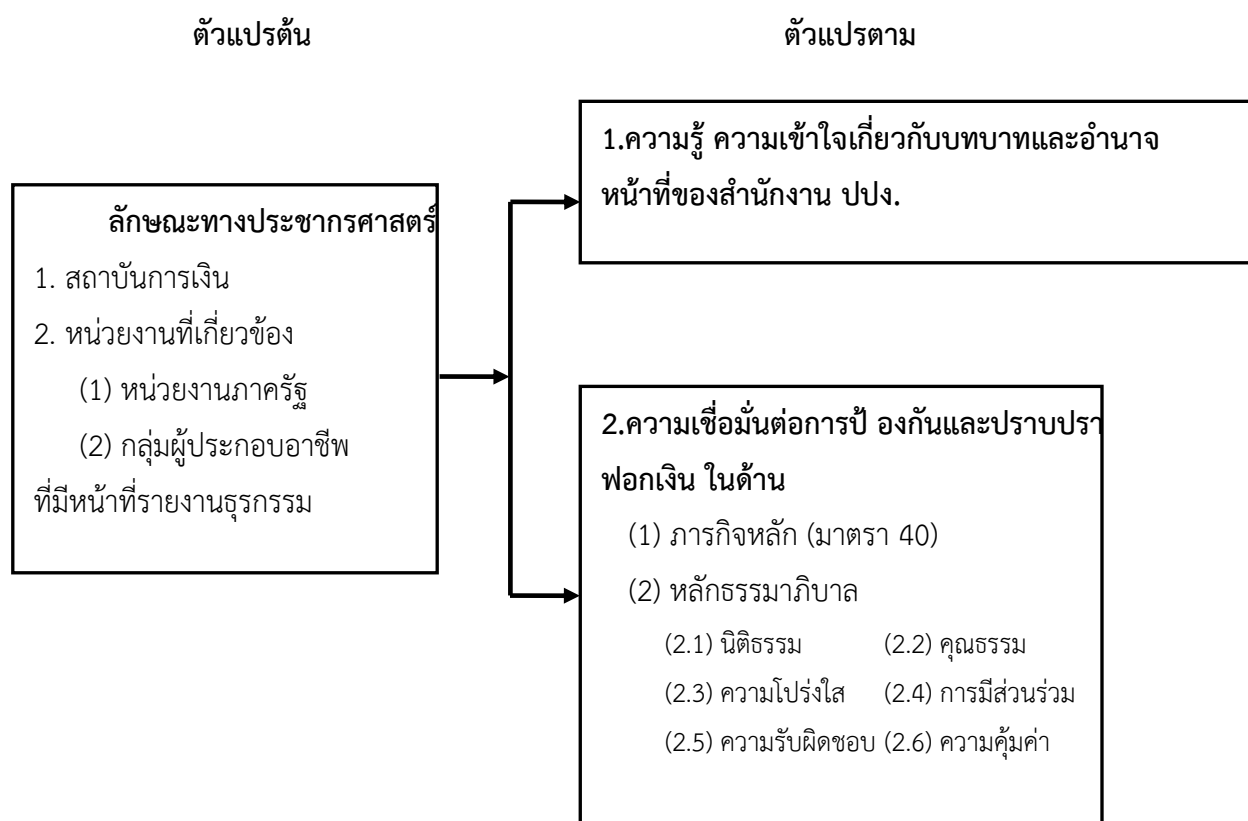 ตัวแปรต้น
ตัวแปรตาม
ลักษณะทางประชากรศาสตร์
1. สถาบันการเงิน
2. หน่วยงานที่เกี่ยวข้อง
(1) หน่วยงานภาครัฐ
(2) กลุ่มผู้ประกอบอาชีพ
ที่มีหน้าที่รายงานธุรกรรม
1.ความรู้ ความเข้าใจเกี่ยวกับบทบาทและอำนาจ
หน้าที่ของสำนักงาน ปปง.
2.ความเชื่อมั่นต่อการป้ องกันและปราบปรา
ฟอกเงิน ในด้าน
(1) ภารกิจหลัก (มาตรา 40)
(2) หลักธรรมาภิบาล
(2.1) นิติธรรม (2.2) คุณธรรม
(2.3) ความโปร่งใส (2.4) การมีส่วนร่วม
(2.5) ความรับผิดชอบ (2.6) ความคุ้มค่า